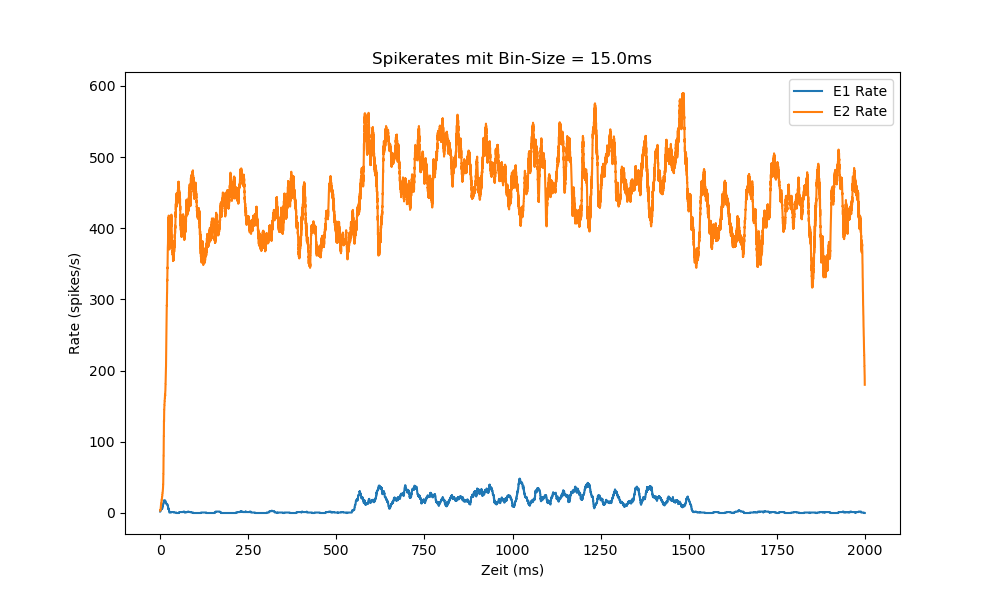 Spikerates mit Bin-Size = 15.0ms
E1 Rate
E2 Rate
600
500
400
300
200
100
0
Rate (spikes/s)
0 250 500 750 1000 1250 1500 1750 2000
Zeit (ms)